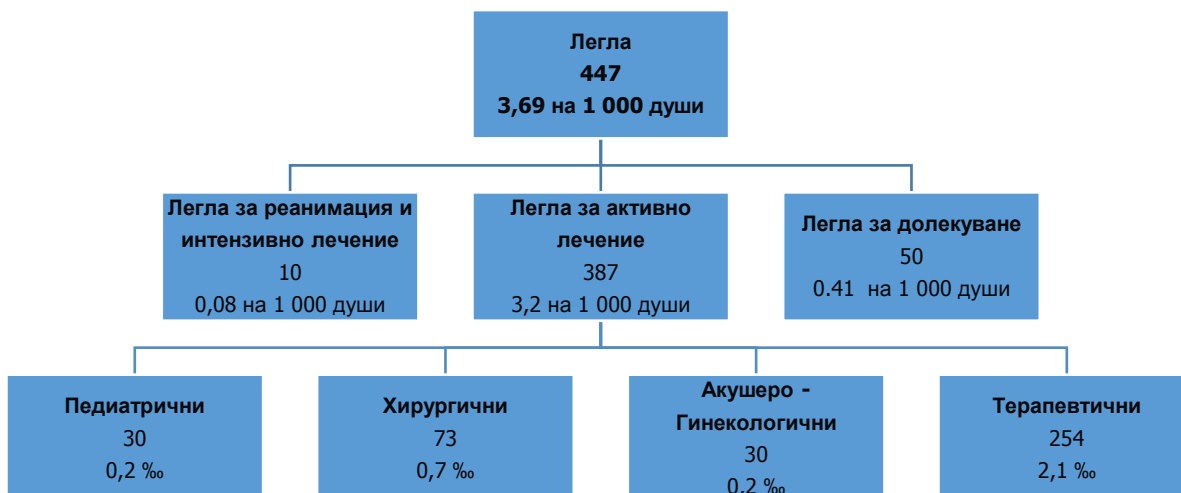 Легла
447
3,69 на 1 000 души
Легла за реанимация и
интензивно лечение
10
0,08 на 1 000 души
Легла за активно
лечение
387
3,2 на 1 000 души
Легла за долекуване
50
0.41 на 1 000 души
Педиатрични
30
0,2 ‰
Хирургични
73
0,7 ‰
Акушеро -
Гинекологични
30
0,2 ‰
Терапевтични
254
2,1 ‰